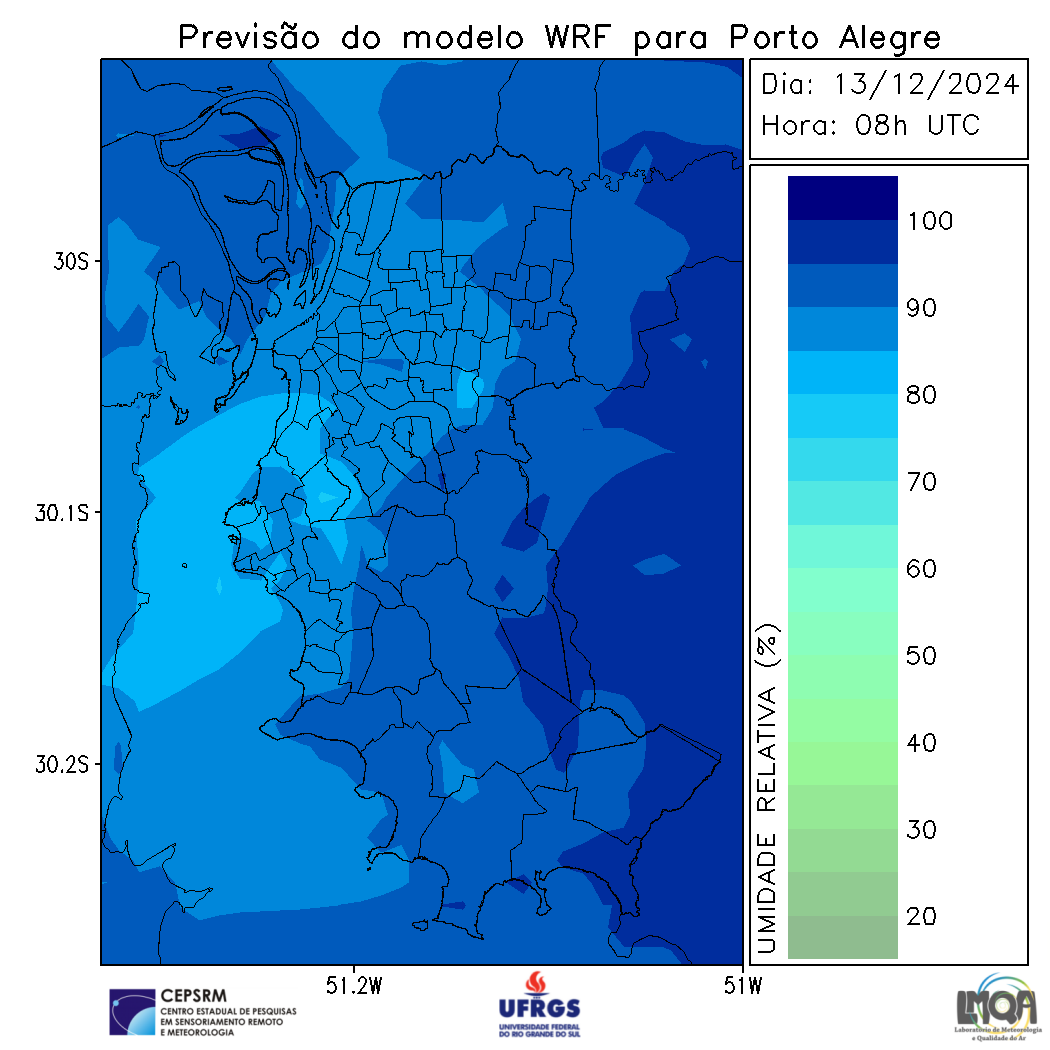 Previsão do modelo WRF para Porto Alegre
Dia: 13/12/2024
Hora: 08h UTC
100
90
80
70
60
50
40
30
20
UMIDADE RELATIVA (%)
30S
30.1S
30.2S
51.2W
51W
CEPSRM
CENTRO ESTADUAL DE PESQUISAS
EM SENSORIAMENTO REMOTO
E METEOROLOGIA
UFRGS
UNIVERSIDADE FEDERAL
DO RIO GRANDE DO SUL
LMQA
Laboratório de Meteorologia
e Qualidade do Ar